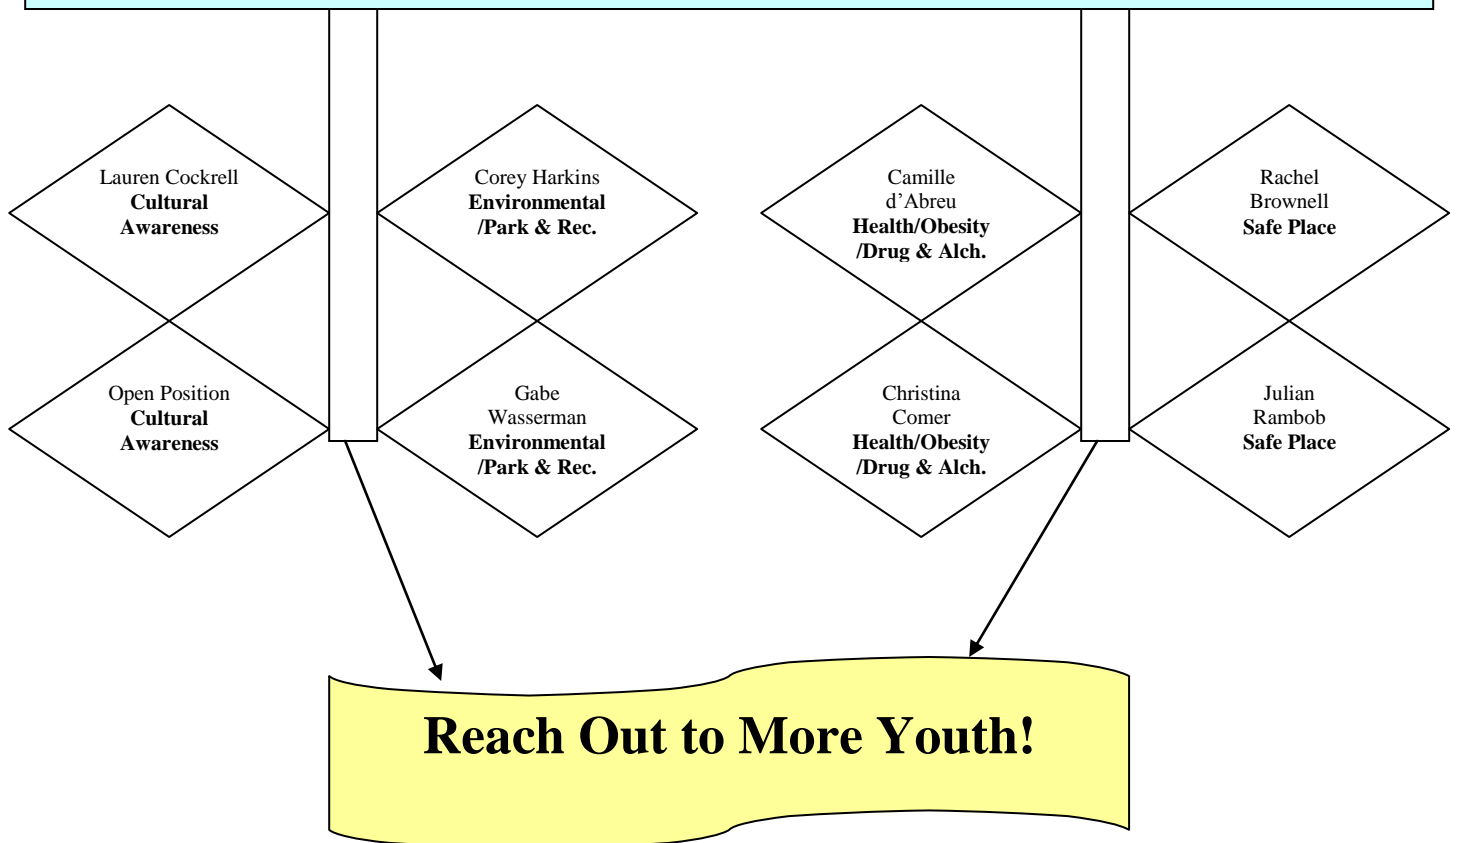 Lauren Cockrell
Cultural
Awareness
Corey Harkins
Environmental
/Park & Rec.
Camille
d’Abreu
Health/Obesity
/Drug & Alch.
Rachel
Brownell
Safe Place
Open Position
Cultural
Awareness
Gabe
Wasserman
Environmental
/Park & Rec.
Christina
Comer
Health/Obesity
/Drug & Alch.
Julian
Rambob
Safe Place
Reach Out to More Youth!